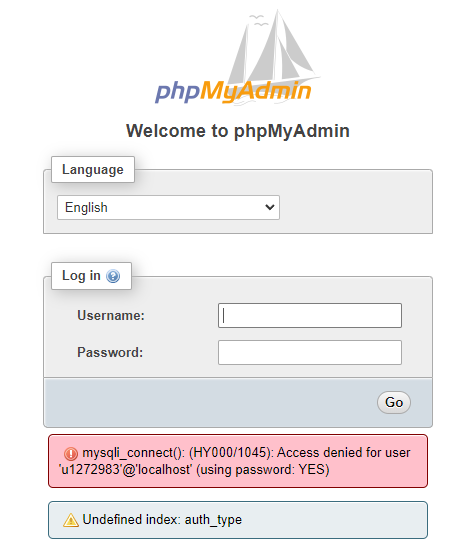 phpMyAdmin
Welcome to phpMyAdmin
Language
English
Log in
Username:
Password:
Go
mysqli_connect(): (HY000/1045): Access denied for user
'u1272983'@'localhost' (using password: YES)
Undefined index: auth_type